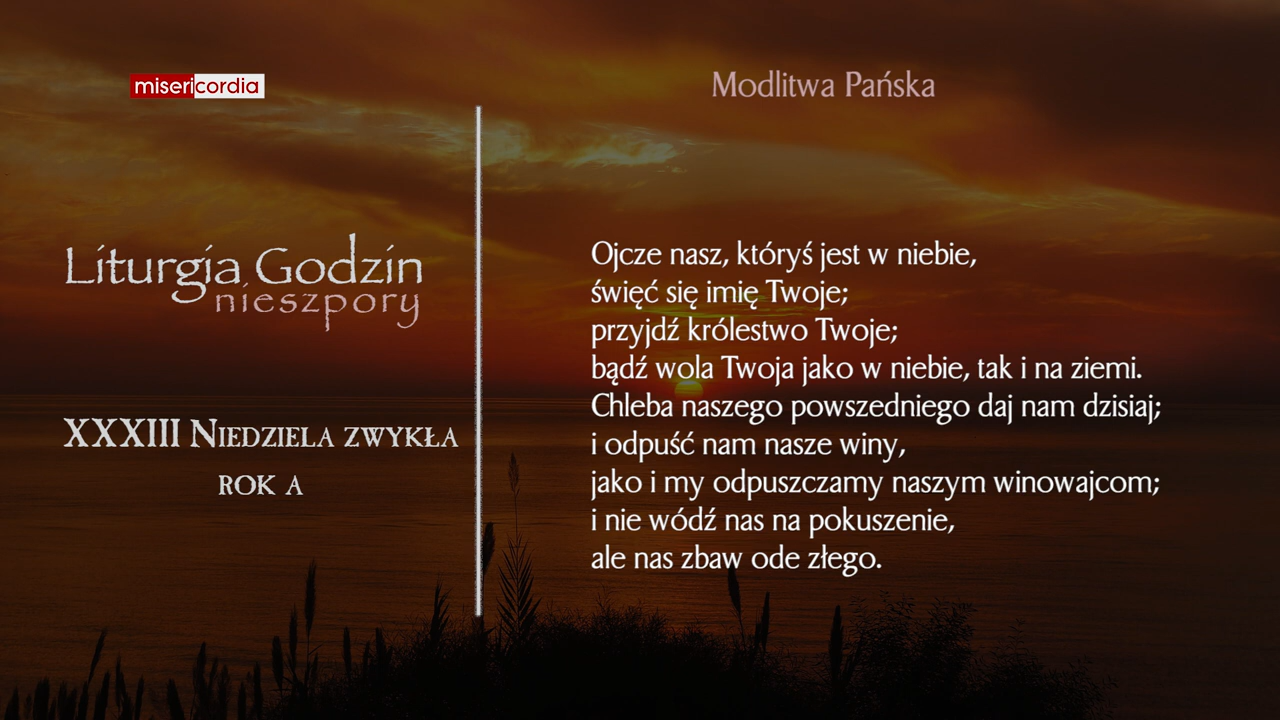 misericordia
Modlitwa Pańska
Liturgia Godzin
nieszpory
XXXIII Niedziela zwykła
rok A
Ojcze nasz, któryś jest w niebie,
święć się imię Twoje;
przyjdź królestwo Twoje;
bądź wola Twoja jako w niebie, tak i na ziemi.
Chleba naszego powszedniego daj nam dzisiaj;
i odpuść nam nasze winy,
jako i my odpuszczamy naszym winowajcom;
i nie wódź nas na pokuszenie,
ale nas zbaw ode złego.